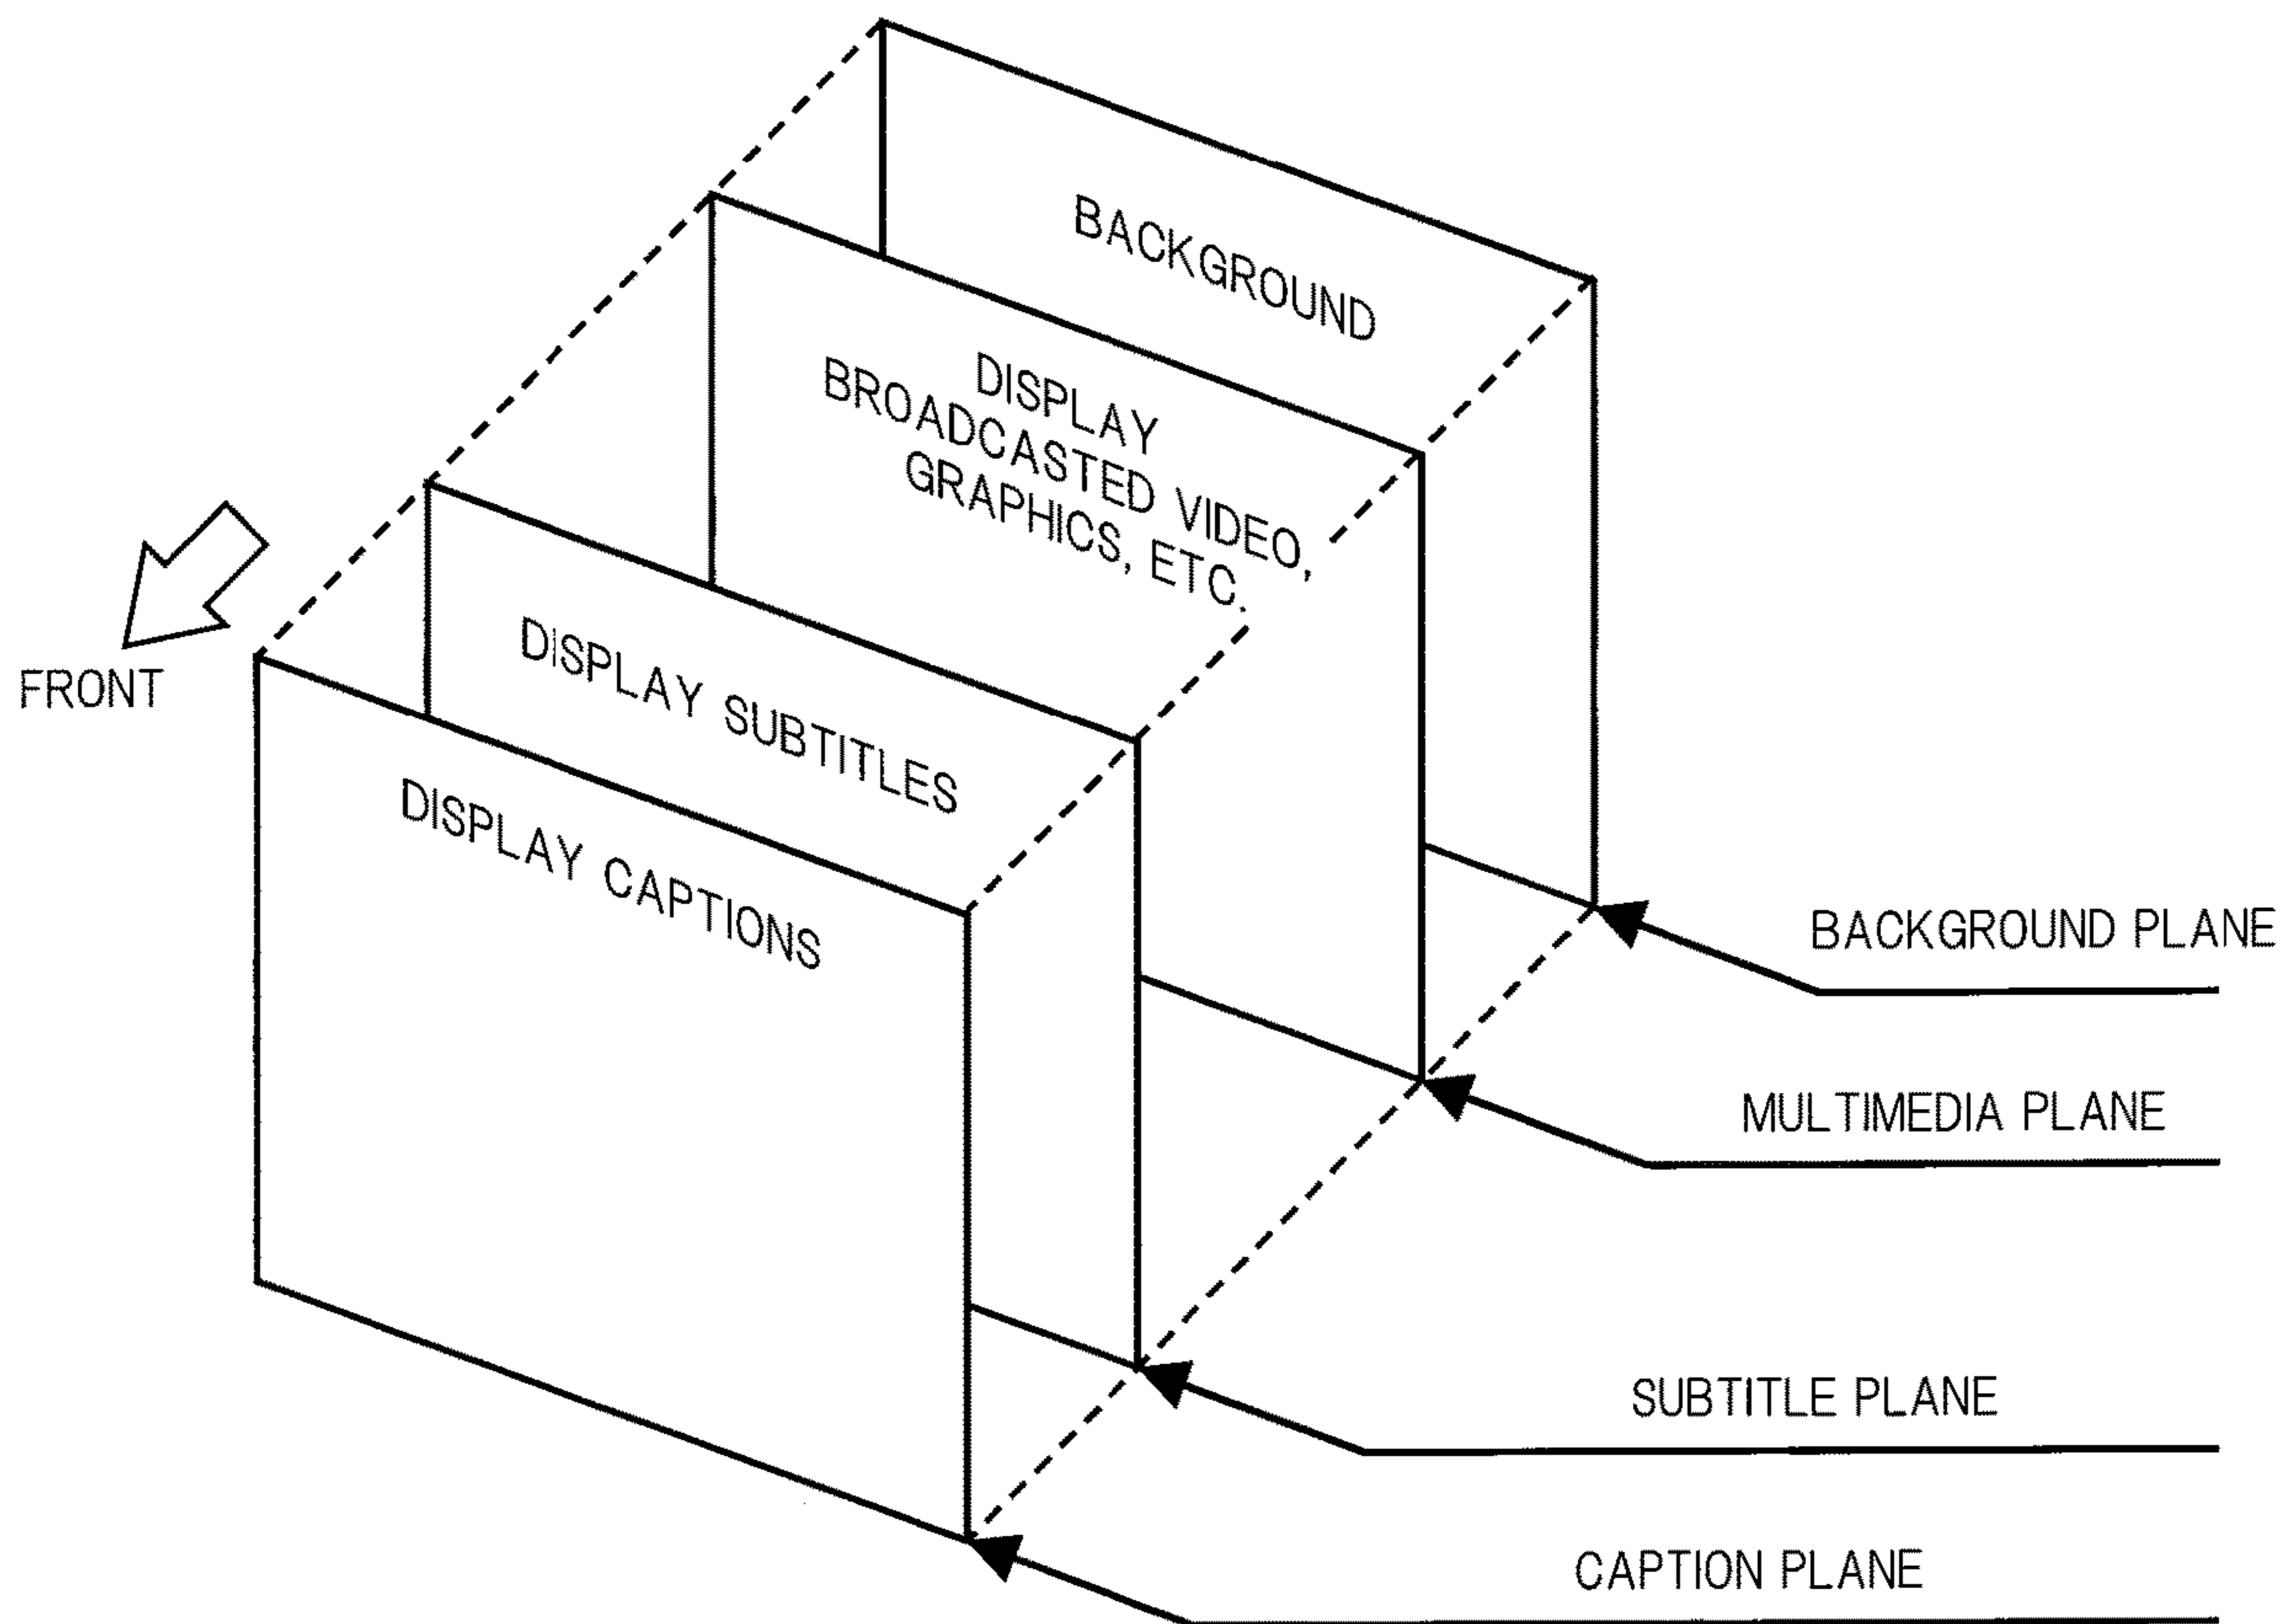 BACKGROUND
DISPLAY
BROADCASTED VIDEO,
GRAPHICS, ETC.
DISPLAY SUBTITLES
FRONT
DISPLAY CAPTIONS
BACKGROUND PLANE
MULTIMEDIA PLANE
SUBTITLE PLANE
CAPTION PLANE